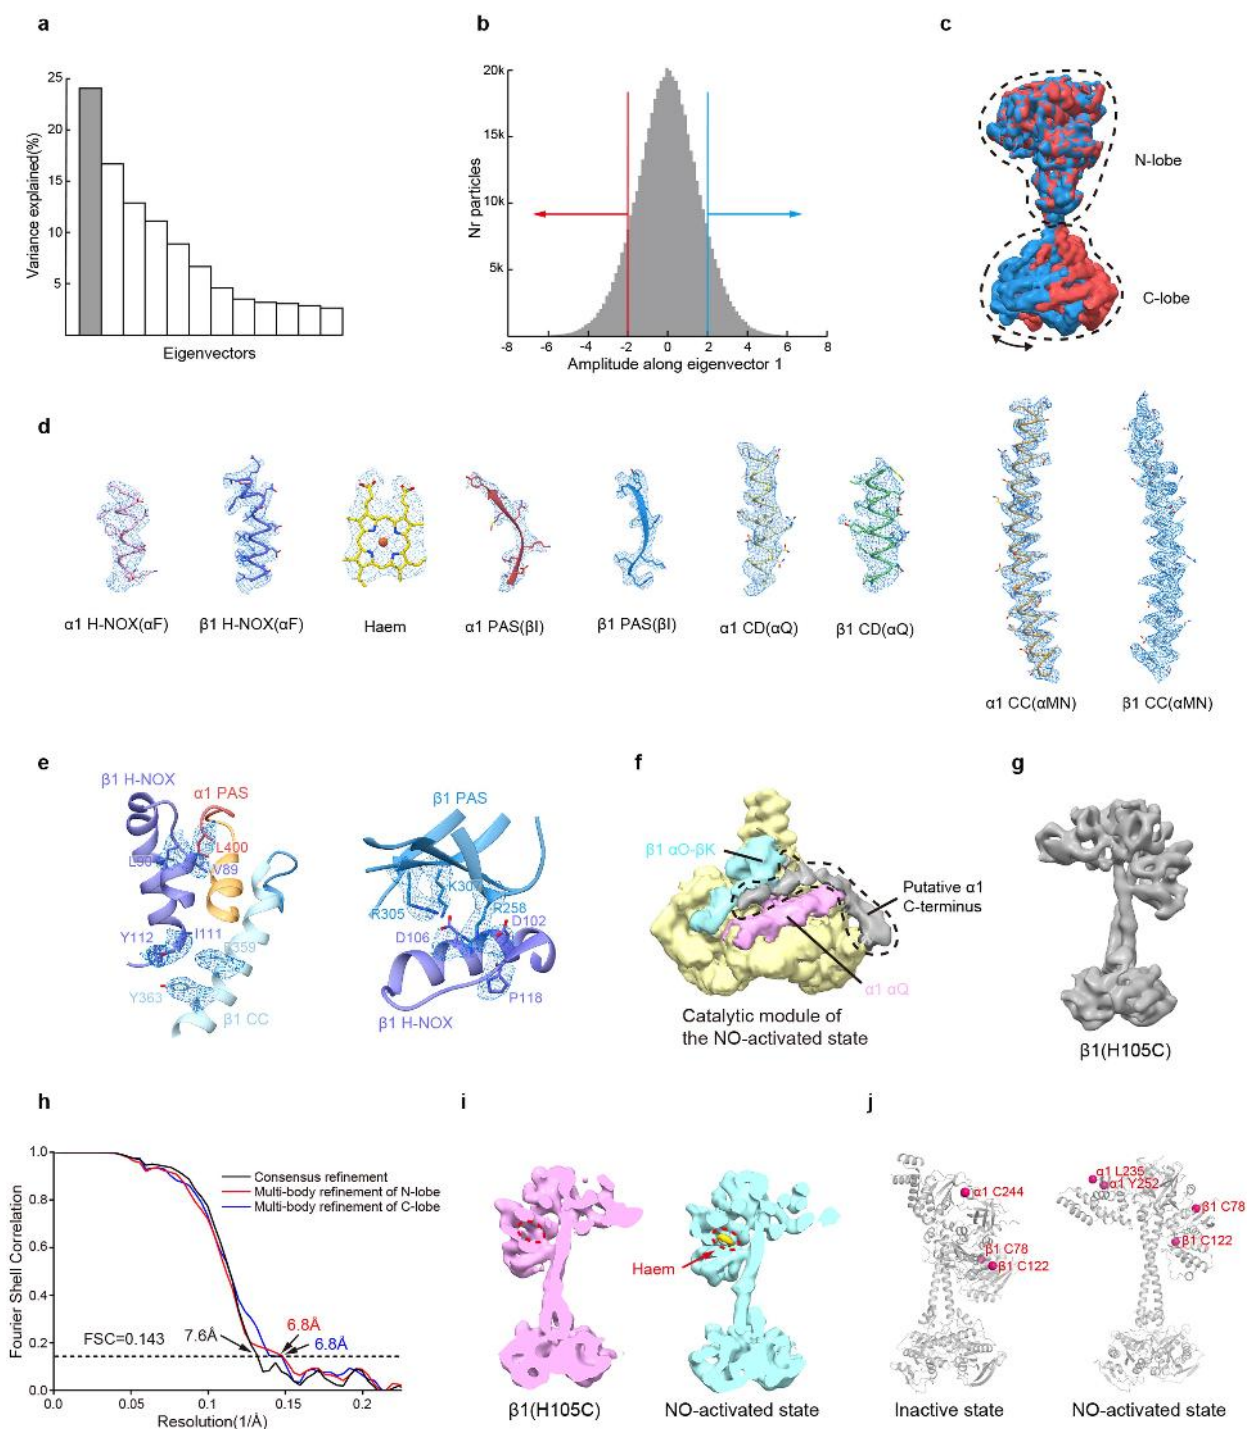 a
25
20
15
10
5
Variance explained(%)
Eigenvectors
b
20k
15k
10k
5k
Nr particles
-8 -6 -4 -2 0 2 4 6 8
Amplitude along eigenvector 1
c
N-lobe
C-lobe
d
α1 H-NOX(αF)
β1 H-NOX(αF)
Haem
α1 PAS(βI)
β1 PAS(βI)
α1 CD(αQ)
β1 CD(αQ)
α1 CC(αMN)
β1 CC(αMN)
e
β1 H-NOX
α1 PAS
L90
L400
V89
Y112
I111
Y363
β1 CC
β1 PAS
R305
R258
D106
D102
P118
β1 H-NOX
f
β1 αO-βK
Putative α1
C-terminus
α1 αQ
Catalytic module of
the NO-activated state
g
β1(H105C)
h
1.0
0.8
0.6
0.4
0.2
0.0
Fourier Shell Correlation
Consensus refinement
Multi-body refinement of N-lobe
Multi-body refinement of C-lobe
FSC=0.143
7.6Å
6.8Å
6.8Å
0.0 0.05 0.1 0.15 0.2
Resolution(1/Å)
i
Haem
β1(H105C)
NO-activated state
j
α1 C244
β1 C78
β1 C122
Inactive state
α1 L235
α1 Y252
β1 C78
β1 C122
NO-activated state